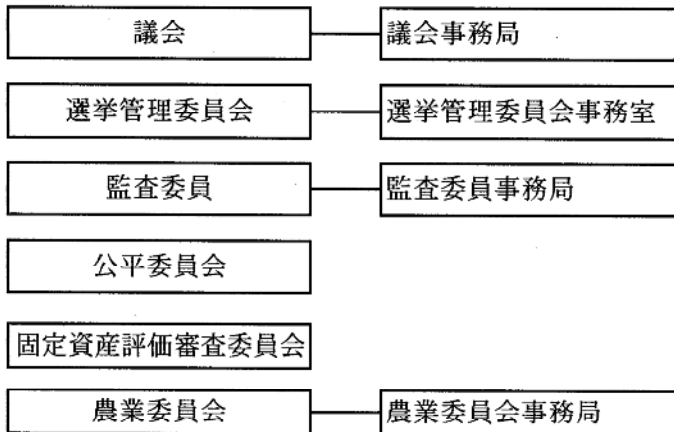 議会
議会事務局
選挙管理委員会
選挙管理委員会事務室
監査委員
監査委員事務局
公平委員会
固定資産評価審査委員会
農業委員会
農業委員会事務局